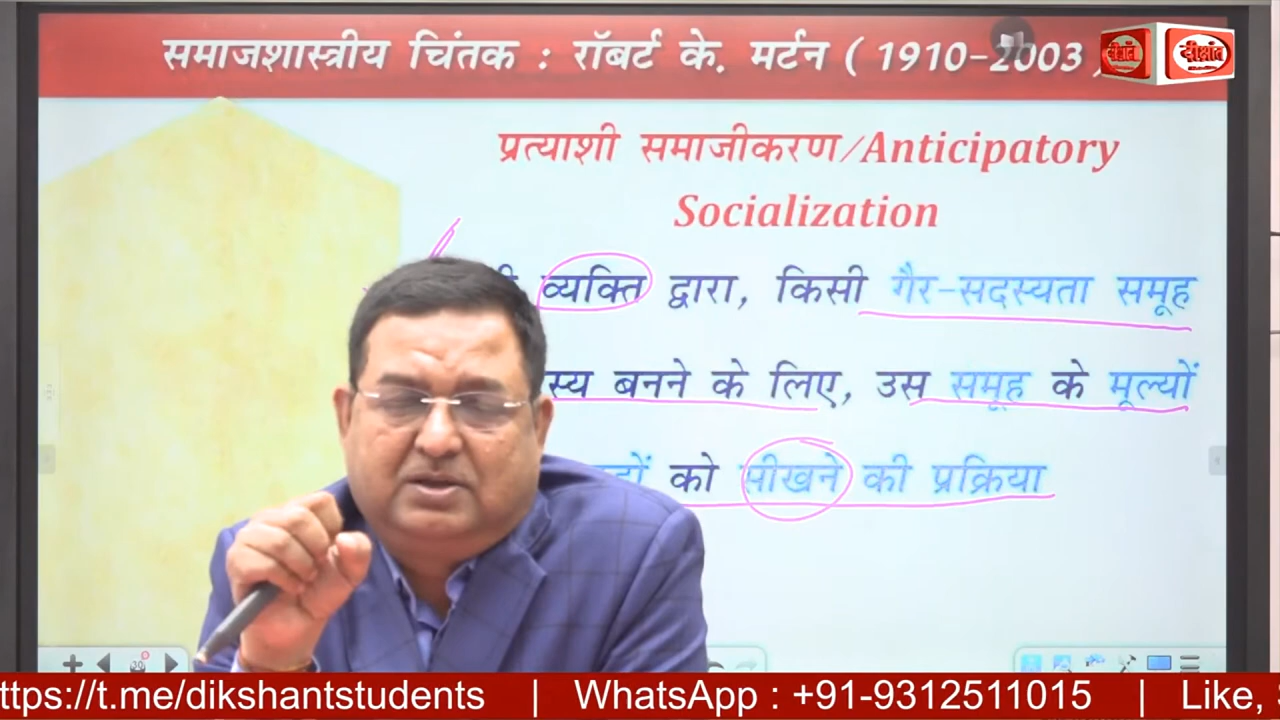 समाजशास्त्रीय चिंतक : रॉबर्ट के. मर्टन ( 1910-2003 )
दीक्षांत
प्रत्याशी समाजीकरण/Anticipatory
Socialization
व्यक्ति द्वारा, किसी गैर-सदस्यता समूह
बनने के लिए, उस समूह के मूल्यों
को सीखने की प्रक्रिया
30
ttps://t.me/dikshantstudents | WhatsApp : +91-9312511015 | Like,